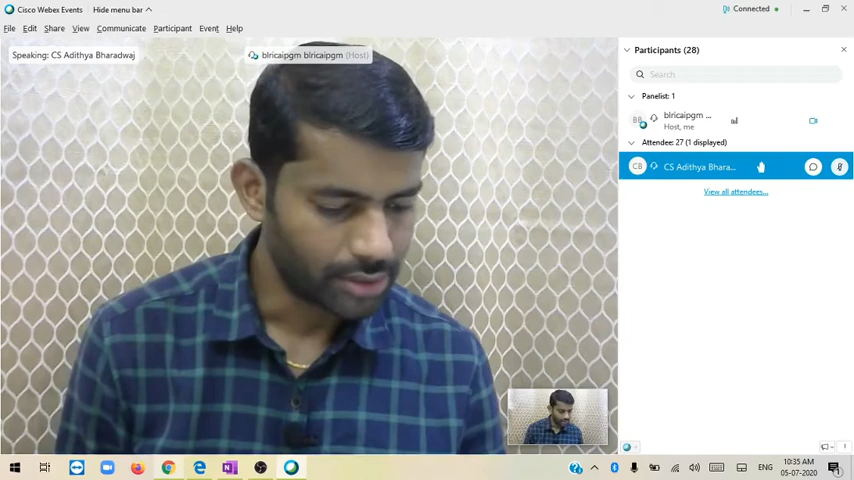 Cisco Webex Events Hide menu bar
Connected
File Edit Share View Communicate Participant Event Help
Speaking: CS Adithya Bharadwaj
blricaipgm blricaipgm (Host)
Participants (28)
Search
Panelist: 1
BB
blricaipgm ...
Host, me
Attendee: 27 (1 displayed)
CB CS Adithya Bhara...
View all attendees...
ENG
10:35 AM
05-07-2020
1